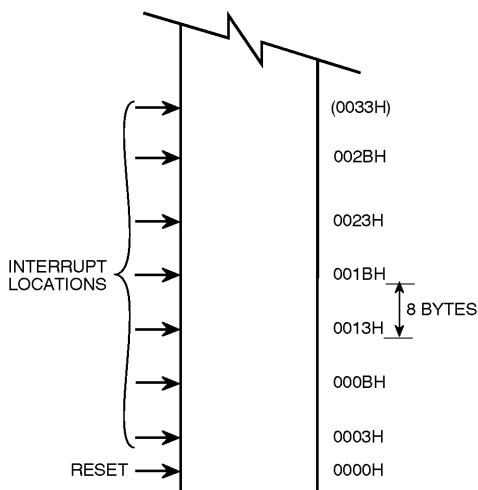 (0033H)
002BH
0023H
INTERRUPT
LOCATIONS
001BH
8 BYTES
0013H
000BH
0003H
RESET
0000H